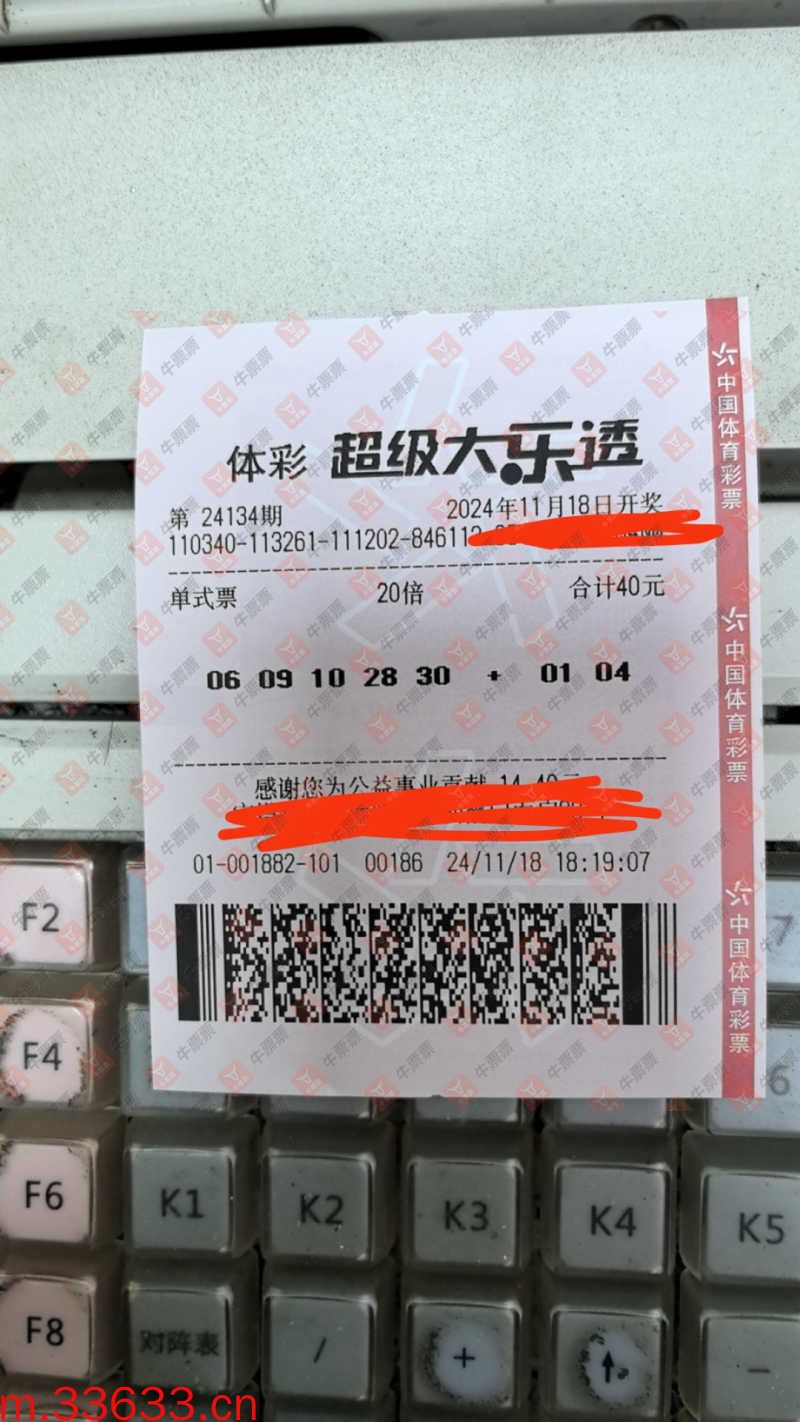 体彩 超级大乐透
第 24134期 2024年11月18日开奖
110340-113261-111202-846112-
单式票 20倍 合计40元
06 09 10 28 30 + 01 04
感谢您为公益事业贡献 14.40元
01-001882-101 00186 24/11/18 18:19:07
中国体育彩票
中国体育彩票
中国体育彩票
牛票票
F2
7
F4
6
F6 K1 K2 K3 K4 K5
F8 对阵表 / + ↑ -
m.33633.cn